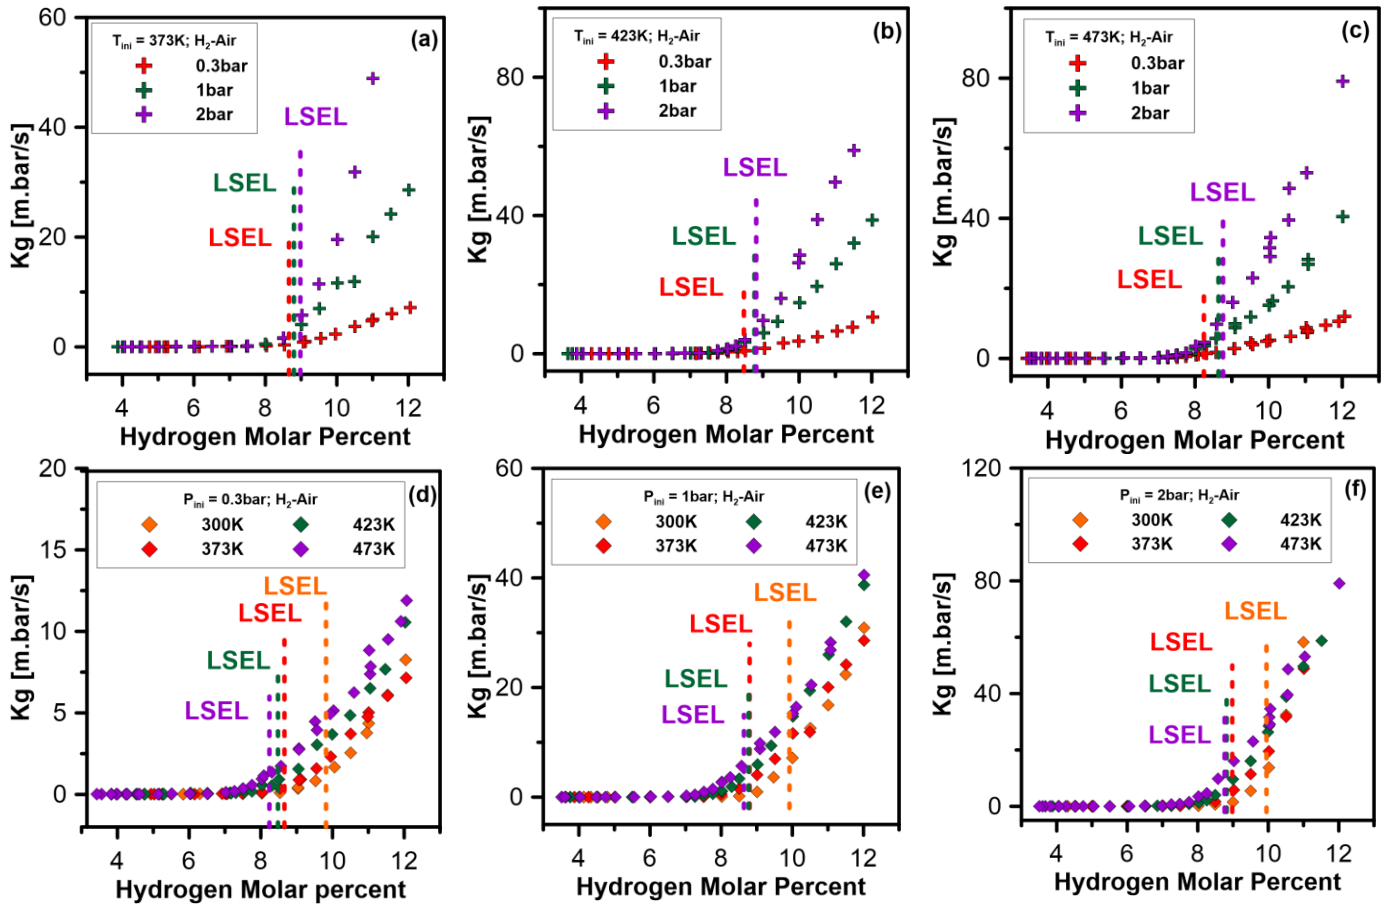 (a)
T_ini = 373K; H₂-Air
0.3bar
1bar
2bar
LSEL
LSEL
LSEL
60
40
20
0
Kg [m.bar/s]
4 6 8 10 12
Hydrogen Molar Percent
(b)
T_ini = 423K; H₂-Air
0.3bar
1bar
2bar
LSEL
LSEL
LSEL
80
40
0
Kg [m.bar/s]
4 6 8 10 12
Hydrogen Molar Percent
(c)
T_ini = 473K; H₂-Air
0.3bar
1bar
2bar
LSEL
LSEL
LSEL
80
40
0
Kg [m.bar/s]
4 6 8 10 12
Hydrogen Molar Percent
(d)
P_ini = 0.3bar; H₂-Air
300K 423K
373K 473K
LSEL
LSEL
LSEL
LSEL
20
15
10
5
0
Kg [m.bar/s]
4 6 8 10 12
Hydrogen Molar percent
(e)
P_ini = 1bar; H₂-Air
300K 423K
373K 473K
LSEL
LSEL
LSEL
LSEL
60
40
20
0
Kg [m.bar/s]
4 6 8 10 12
Hydrogen Molar Percent
(f)
P_ini = 2bar; H₂-Air
300K 423K
373K 473K
LSEL
LSEL
LSEL
LSEL
120
80
40
0
Kg [m.bar/s]
4 6 8 10 12
Hydrogen Molar Percent